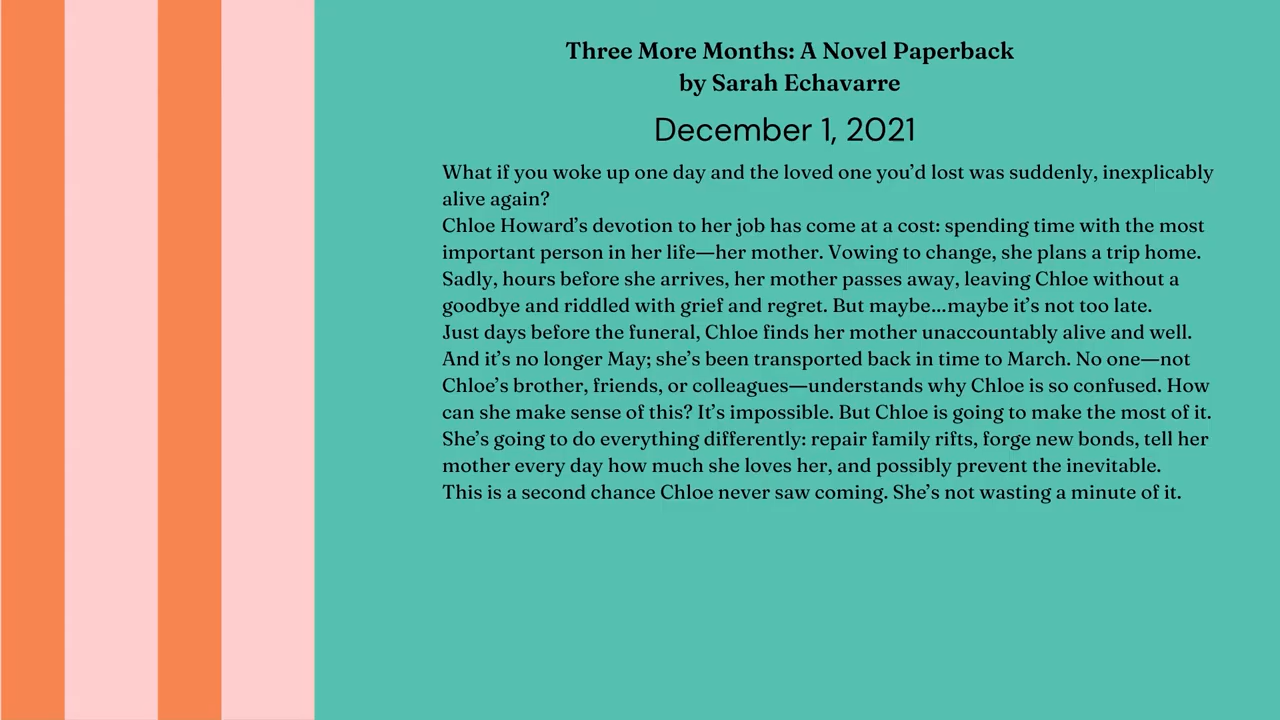 Three More Months: A Novel Paperback
by Sarah Echavarre
December 1, 2021
What if you woke up one day and the loved one you’d lost was suddenly, inexplicably
alive again?
Chloe Howard’s devotion to her job has come at a cost: spending time with the most
important person in her life—her mother. Vowing to change, she plans a trip home.
Sadly, hours before she arrives, her mother passes away, leaving Chloe without a
goodbye and riddled with grief and regret. But maybe...maybe it’s not too late.
Just days before the funeral, Chloe finds her mother unaccountably alive and well.
And it’s no longer May; she’s been transported back in time to March. No one—not
Chloe’s brother, friends, or colleagues—understands why Chloe is so confused. How
can she make sense of this? It’s impossible. But Chloe is going to make the most of it.
She’s going to do everything differently: repair family rifts, forge new bonds, tell her
mother every day how much she loves her, and possibly prevent the inevitable.
This is a second chance Chloe never saw coming. She’s not wasting a minute of it.